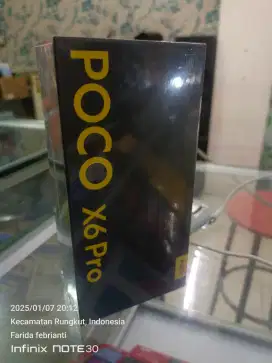 POCO X6 Pro
2025/01/07 20:12
Kecamatan Rungkut, Indonesia
Farida febrianti
Infinix NOTE30